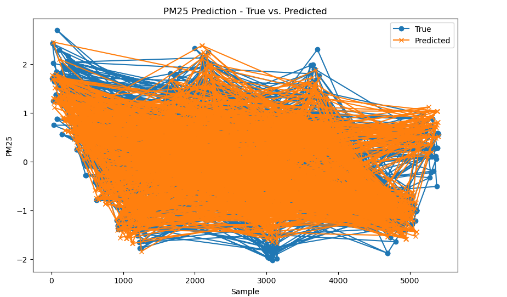 PM25 Prediction - True vs. Predicted
True
Predicted
PM25
2
1
0
−1
−2
0
1000
2000
3000
4000
5000
Sample